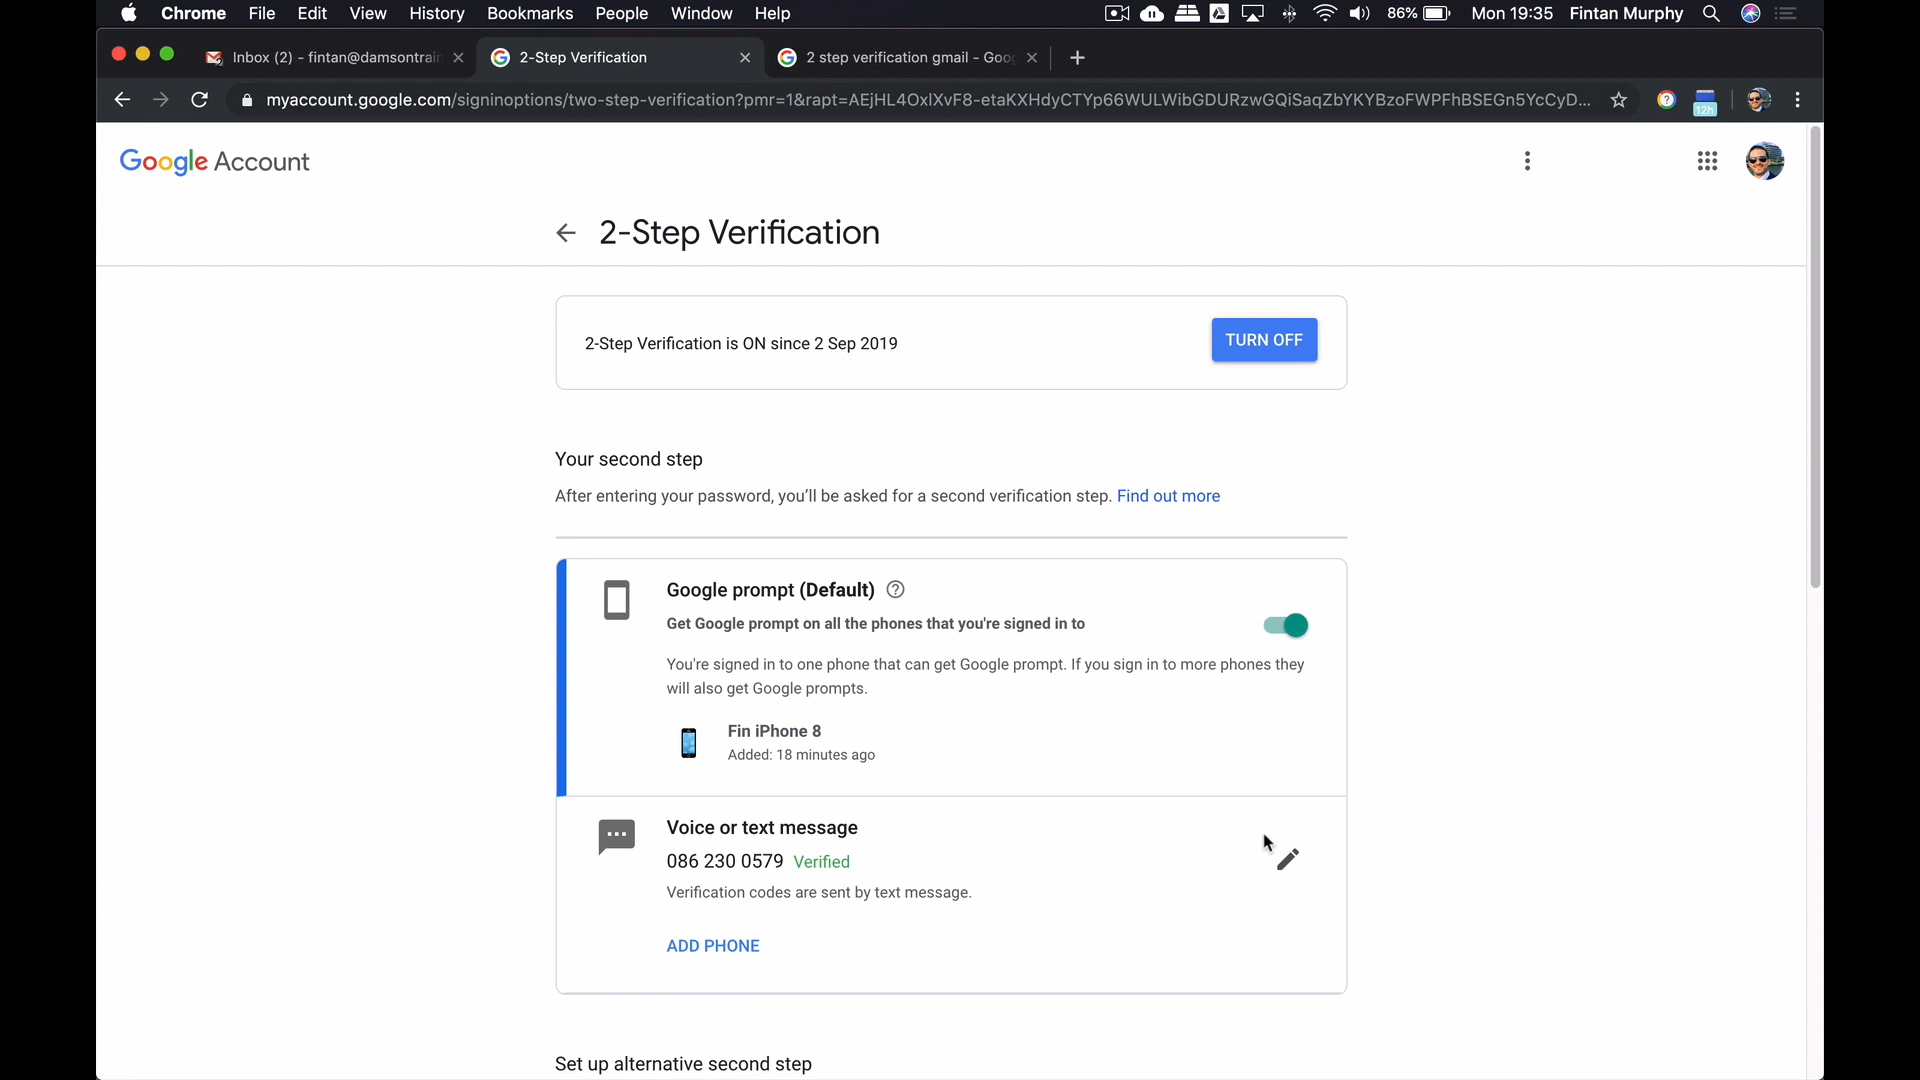 Chrome File Edit View History Bookmarks People Window Help 86% Mon 19:35 Fintan Murphy
Inbox (2) - fintan@damsontrain 2-Step Verification 2 step verification gmail - Goog
myaccount.google.com/signinoptions/two-step-verification?pmr=1&rapt=AEjHL4OxlXvF8-etaKXHdyCTYp66WULWibGDURzwGQiSaqZbYKYBzoFWPFhBSEGn5YcCyD...
12h
Google Account
2-Step Verification
2-Step Verification is ON since 2 Sep 2019
TURN OFF
Your second step
After entering your password, you’ll be asked for a second verification step. Find out more
Google prompt (Default)
Get Google prompt on all the phones that you're signed in to
You're signed in to one phone that can get Google prompt. If you sign in to more phones they
will also get Google prompts.
Fin iPhone 8
Added: 18 minutes ago
Voice or text message
086 230 0579 Verified
Verification codes are sent by text message.
ADD PHONE
Set up alternative second step